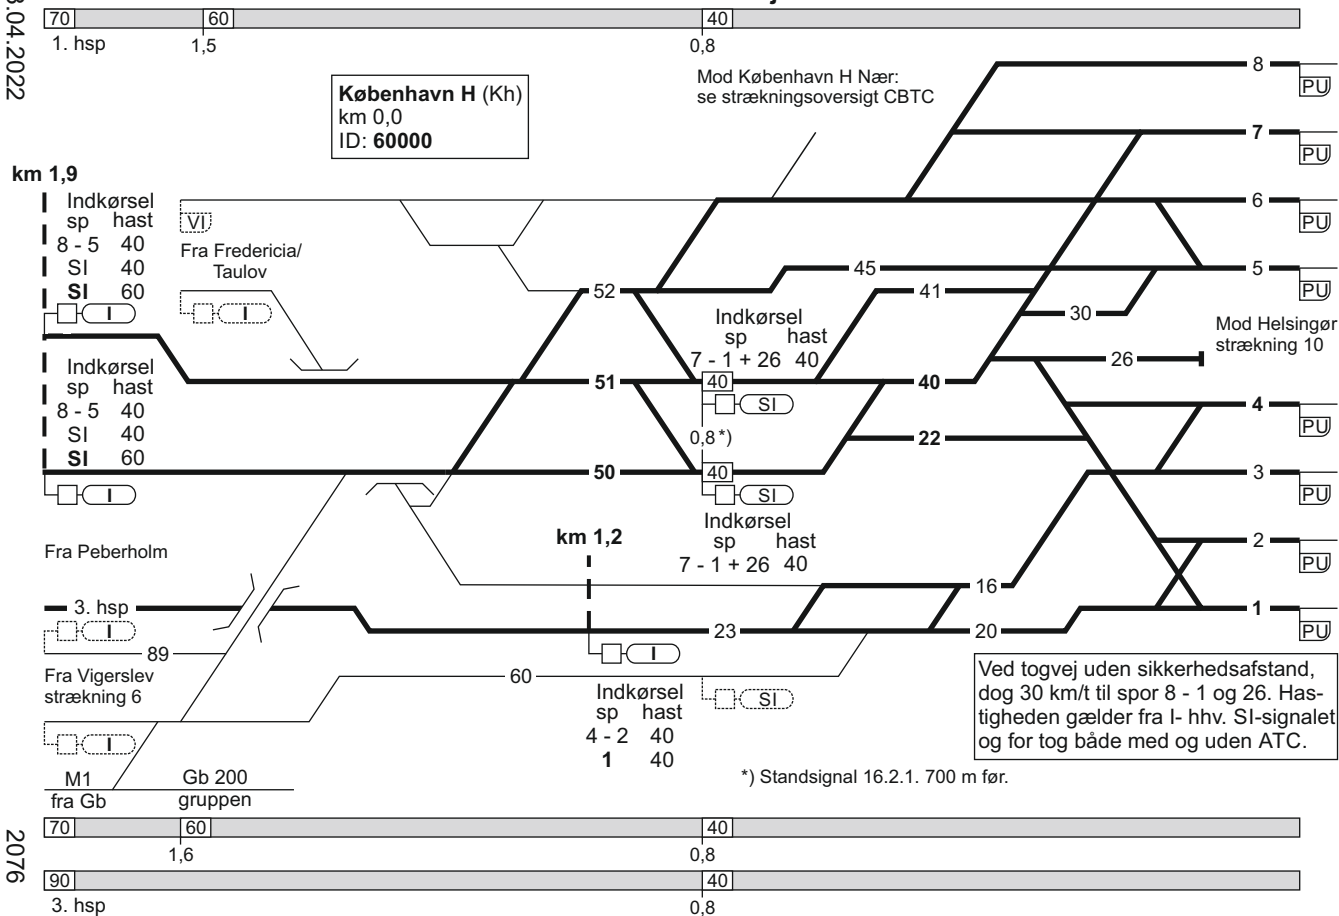 3.04.2022
70
60
40
1. hsp
1,5
0,8
København H (Kh)
km 0,0
ID: 60000
Mod København H Nær:
se strækningsoversigt CBTC
8
PU
7
PU
km 1,9
Indkørsel
sp hast
8 - 5 40
SI 40
SI 60
I
VI
Fra Fredericia/
Taulov
I
6
PU
52
45
5
PU
41
30
Mod Helsingør
strækning 10
Indkørsel
sp hast
7 - 1 + 26 40
26
Indkørsel
sp hast
8 - 5 40
SI 40
SI 60
I
51
40
SI
40
4
PU
0,8 *)
22
50
40
SI
3
PU
Indkørsel
sp hast
7 - 1 + 26 40
km 1,2
Fra Peberholm
2
PU
16
3. hsp
I
89
23
20
1
PU
I
Fra Vigerslev
strækning 6
I
60
SI
Indkørsel
sp hast
4 - 2 40
1 40
Ved togvej uden sikkerhedsafstand,
dog 30 km/t til spor 8 - 1 og 26. Has-
tigheden gælder fra I- hhv. SI-signalet
og for tog både med og uden ATC.
*) Standsignal 16.2.1. 700 m før.
M1
fra Gb
Gb 200
gruppen
2076
70
60
40
1,6
0,8
90
40
3. hsp
0,8